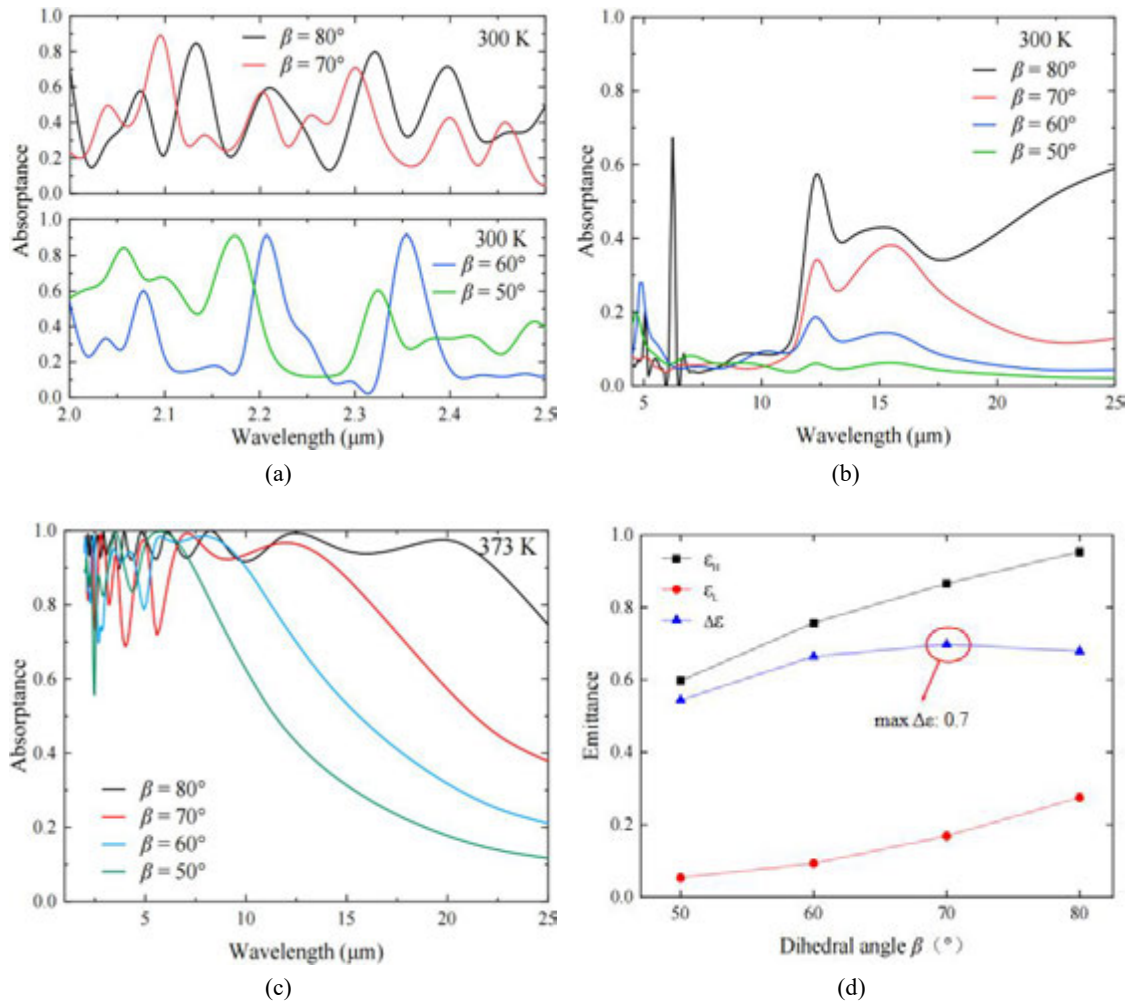 1.0
0.8
0.6
0.4
0.2
0.0
β = 80°
β = 70°
300 K
1.0
0.8
0.6
0.4
0.2
0.0
300 K
β = 60°
β = 50°
Absorptance
2.0 2.1 2.2 2.3 2.4 2.5
Wavelength (μm)
(a)
1.0
0.8
0.6
0.4
0.2
0.0
300 K
β = 80°
β = 70°
β = 60°
β = 50°
Absorptance
5 10 15 20 25
Wavelength (μm)
(b)
1.0
0.8
0.6
0.4
0.2
0.0
373 K
β = 80°
β = 70°
β = 60°
β = 50°
Absorptance
5 10 15 20 25
Wavelength (μm)
(c)
1.0
0.8
0.6
0.4
0.2
0.0
εH
εL
Δε
max Δε: 0.7
Emittance
50 60 70 80
Dihedral angle β（°）
(d)